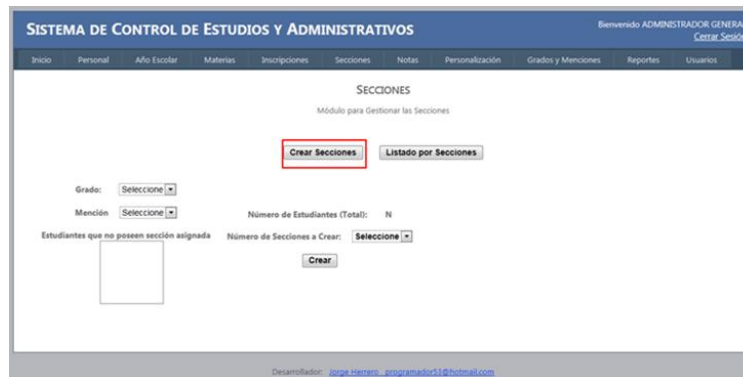 SISTEMA DE CONTROL DE ESTUDIOS Y ADMINISTRATIVOS
Bienvenido ADMINISTRADOR GENERA
Cerrar Sesión
Inicio Personal Año Escolar Materias Inscripciones Secciones Notas Personalización Grados y Menciones Reportes Usuarios
SECCIONES
Módulo para Gestionar las Secciones
Crear Secciones Listado por Secciones
Grado: Seleccione
Mención Seleccione Número de Estudiantes (Total): N
Estudiantes que no poseen sección asignada Número de Secciones a Crear: Seleccione
Crear
Desarrollador: Jorge Herrero programador53@hotmail.com